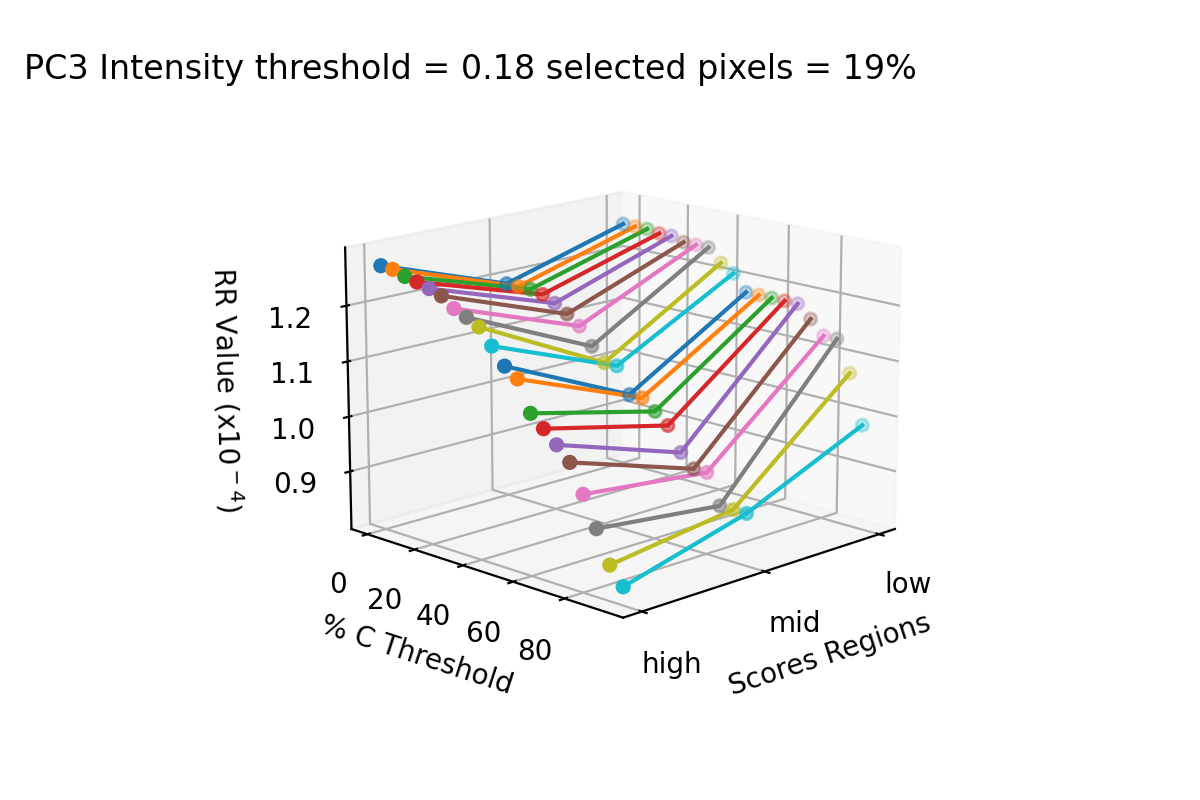 PC3 Intensity threshold = 0.18 selected pixels = 19%
RR Value (x10⁻⁴)
1.2
1.1
1.0
0.9
0
20
40
60
80
% C Threshold
high
mid
low
Scores Regions